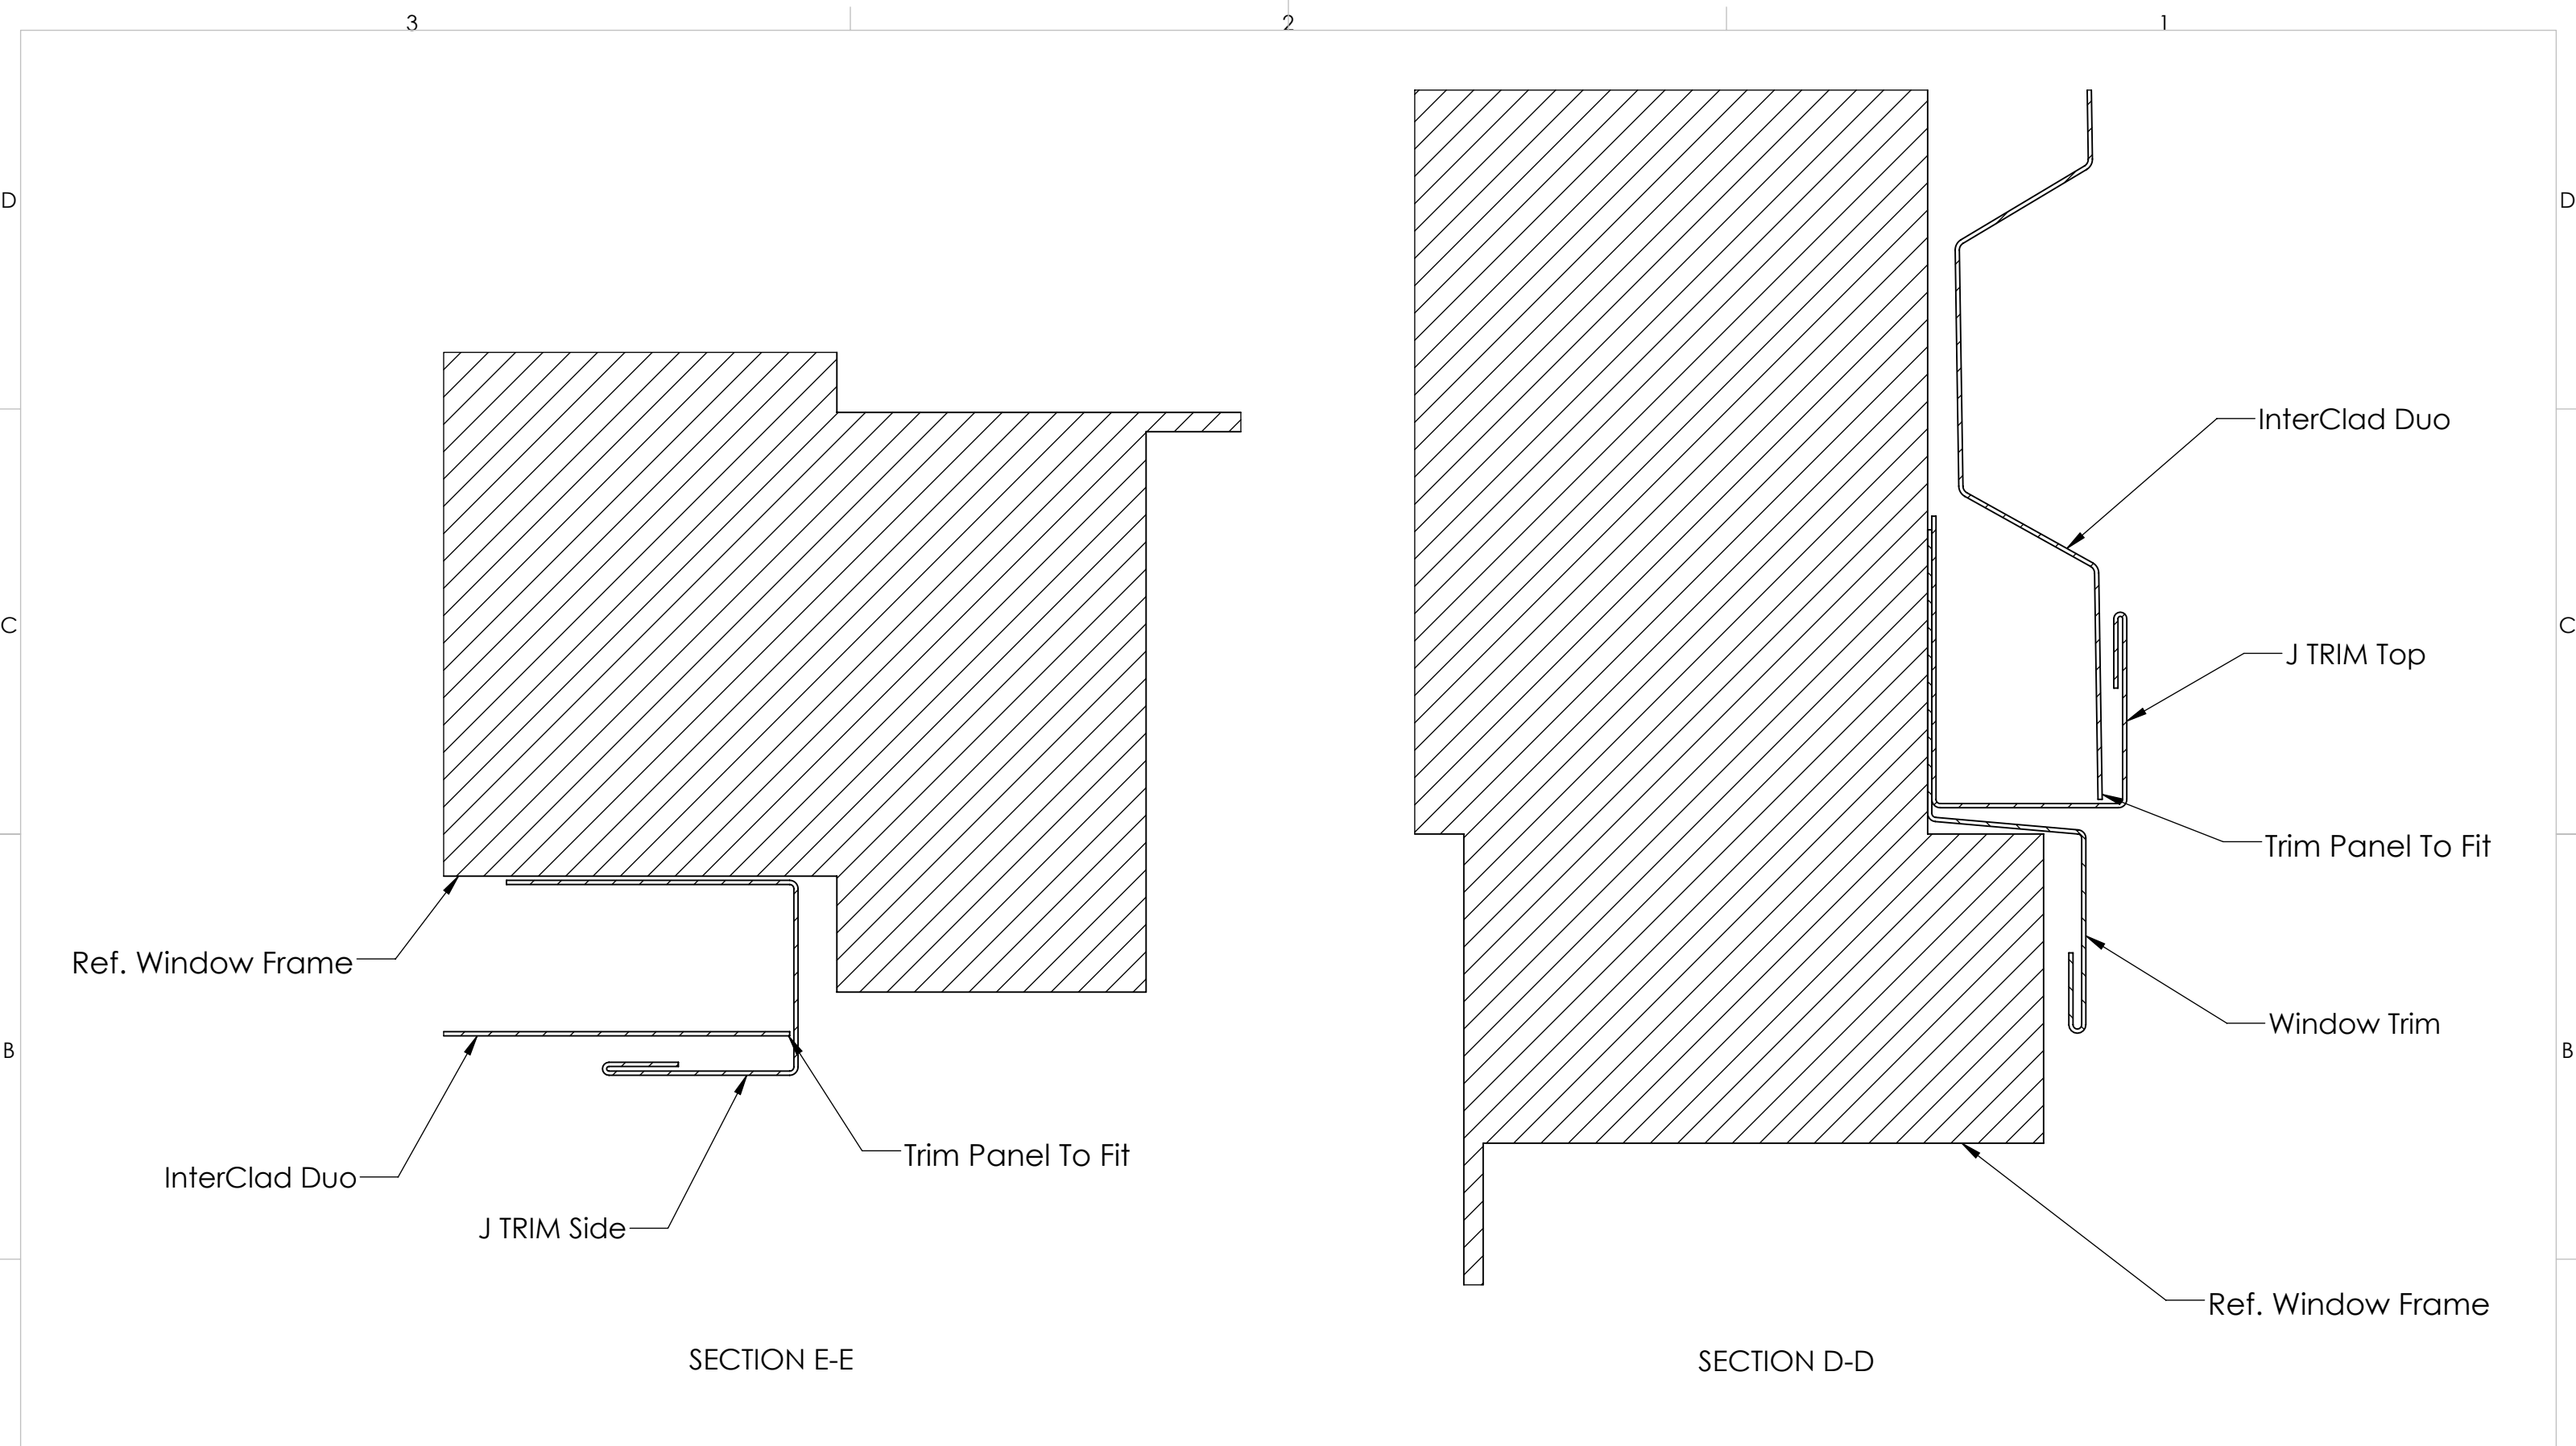 3 2 1
D D
InterClad Duo
C C
J TRIM Top
Trim Panel To Fit
Ref. Window Frame
Window Trim
B B
Trim Panel To Fit
InterClad Duo
J TRIM Side
Ref. Window Frame
SECTION E-E
SECTION D-D